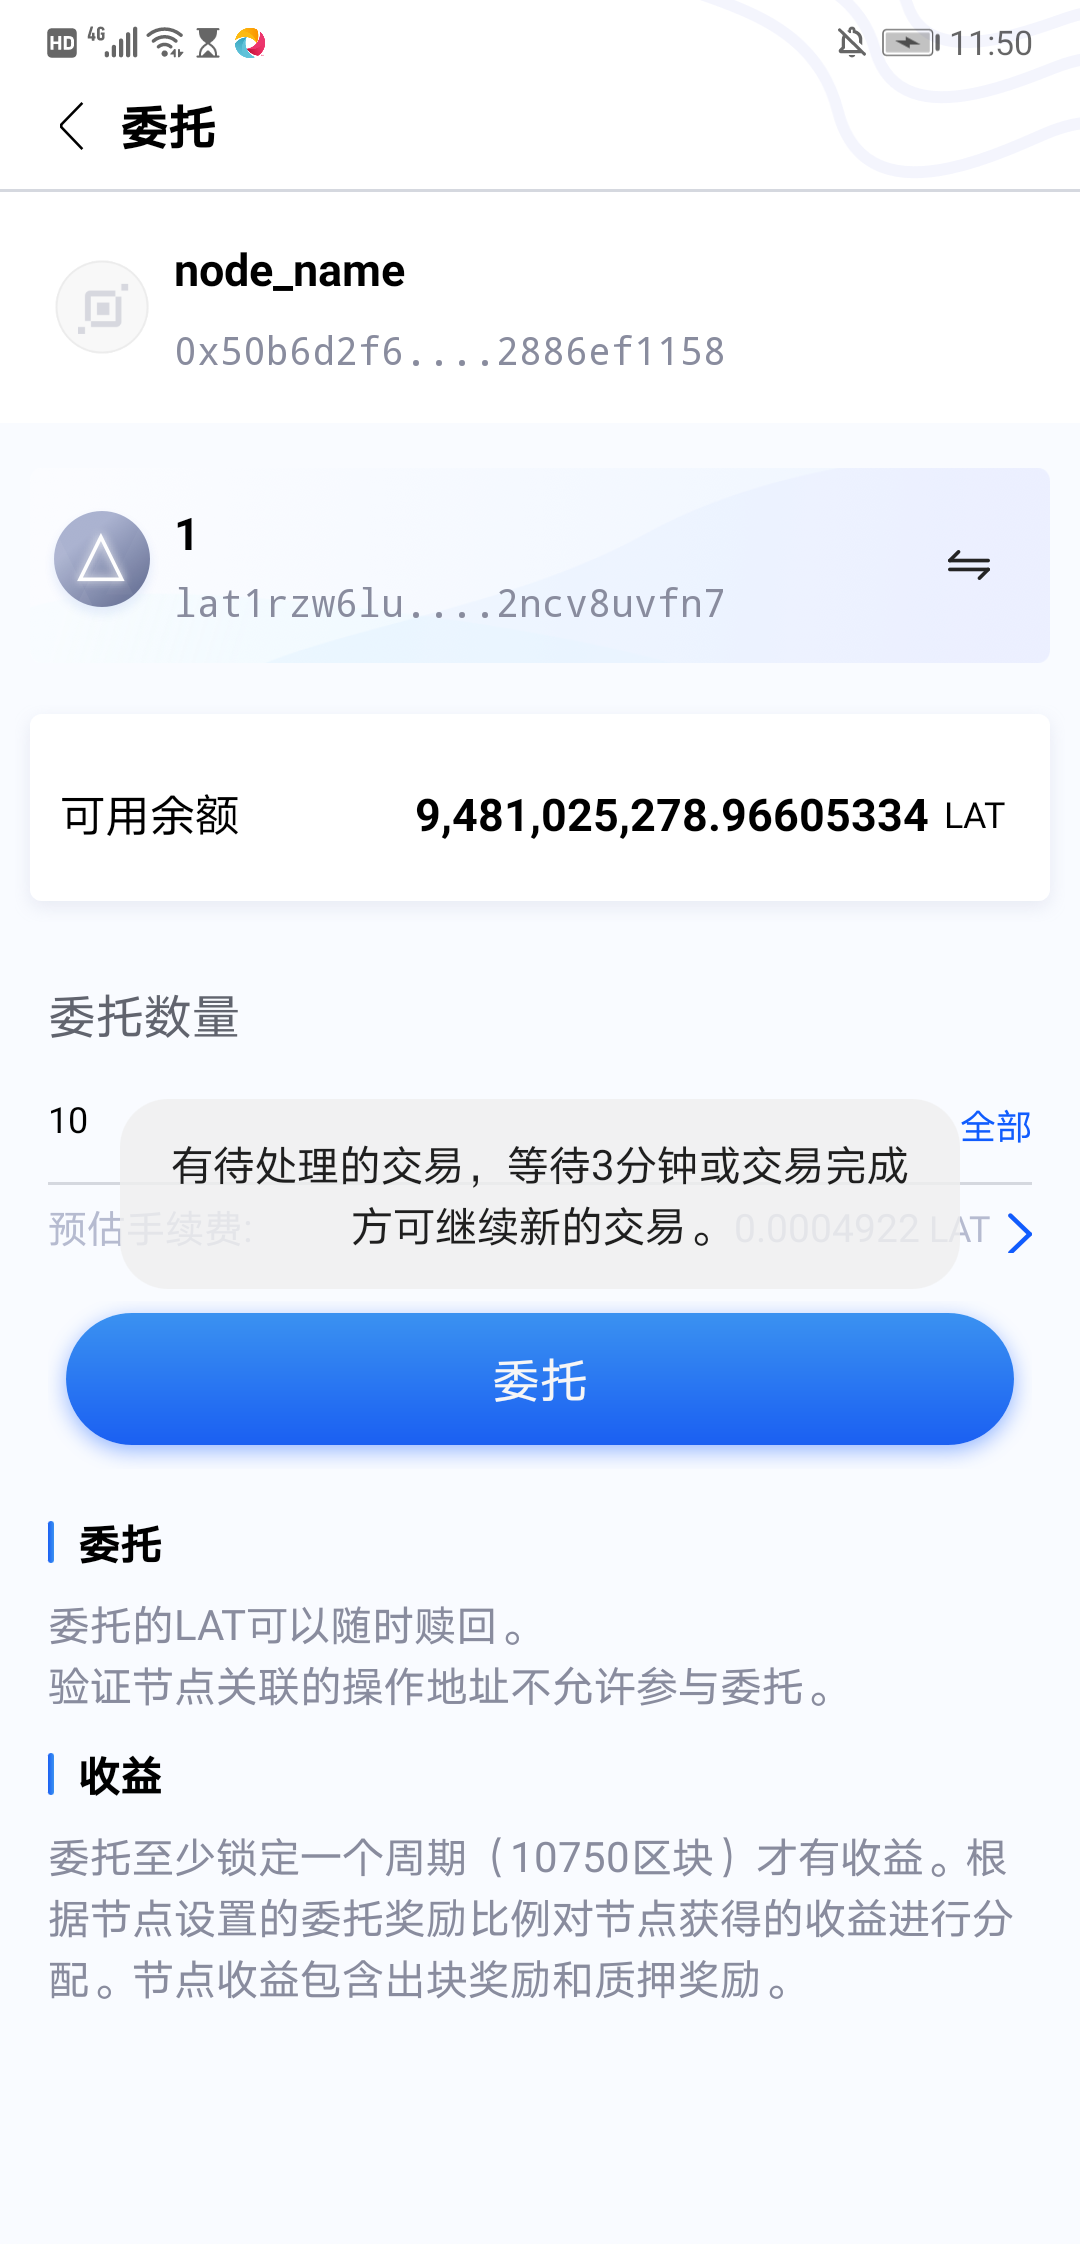 HD 4G 11:50
委托
node_name
0x50b6d2f6....2886ef1158
1
lat1rzw6lu....2ncv8uvfn7
可用余额 9,481,025,278.96605334 LAT
委托数量
10 全部
有待处理的交易，等待3分钟或交易完成
方可继续新的交易。
预估手续费: 0.0004922 LAT
委托
委托
委托的LAT可以随时赎回。
验证节点关联的操作地址不允许参与委托。
收益
委托至少锁定一个周期（10750区块）才有收益。根
据节点设置的委托奖励比例对节点获得的收益进行分
配。节点收益包含出块奖励和质押奖励。